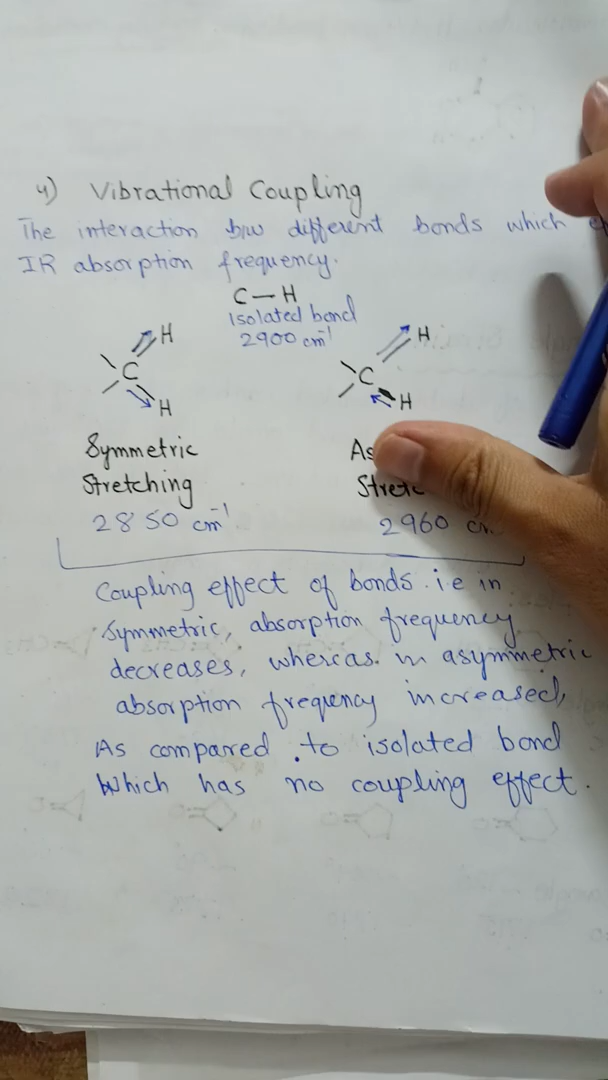 4) Vibrational Coupling
The interaction b/w different bonds which
IR absorption frequency.
C—H
isolated bond
2900 cm⁻¹
H
C
H
H
C
H
Symmetric
Stretching
2850 cm⁻¹
As
Stretc
2960 c
Coupling effect of bonds i.e in
symmetric, absorption frequency
decreases, whereas in asymmetric
absorption frequency increased,
As compared to isolated bond
which has no coupling effect.